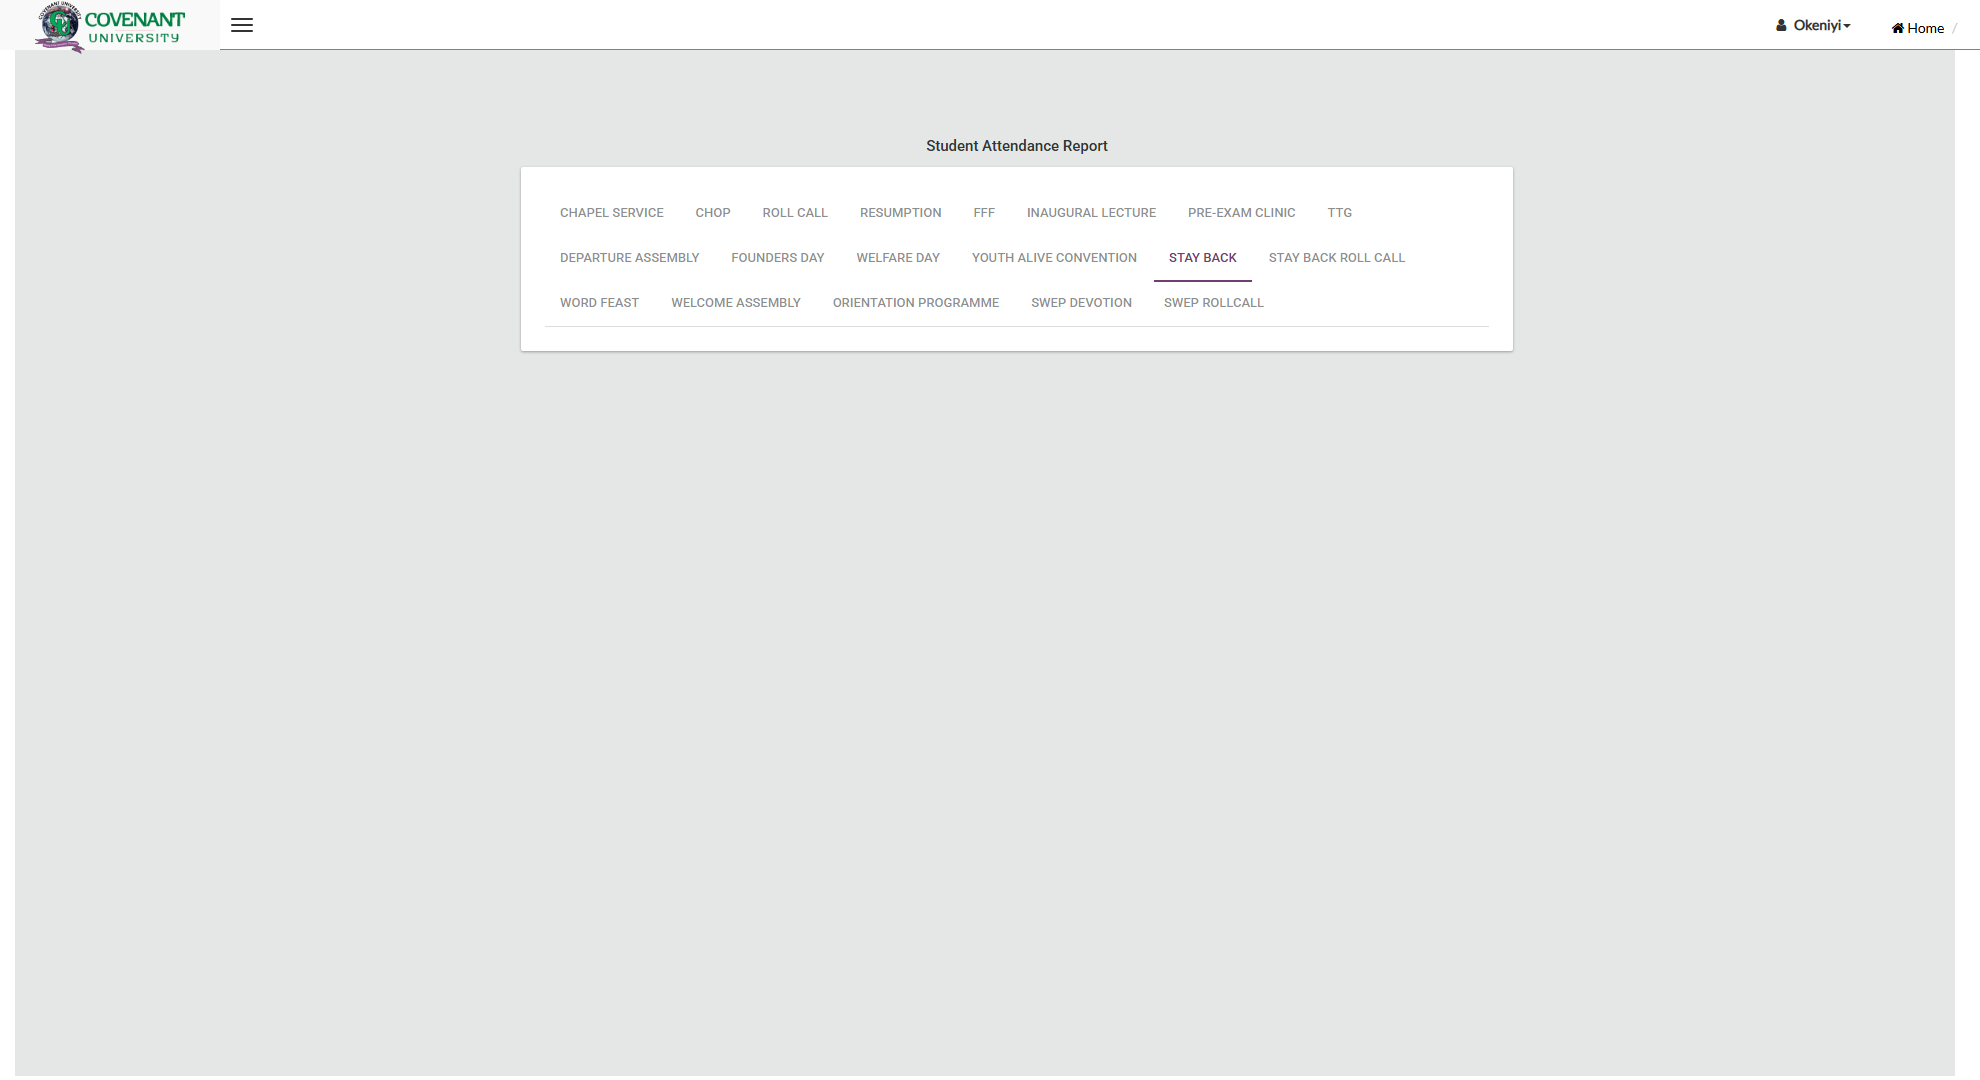 COVENANT
UNIVERSITY
Okeniyi
Home /
Student Attendance Report
CHAPEL SERVICE CHOP ROLL CALL RESUMPTION FFF INAUGURAL LECTURE PRE-EXAM CLINIC TTG
DEPARTURE ASSEMBLY FOUNDERS DAY WELFARE DAY YOUTH ALIVE CONVENTION STAY BACK STAY BACK ROLL CALL
WORD FEAST WELCOME ASSEMBLY ORIENTATION PROGRAMME SWEP DEVOTION SWEP ROLLCALL